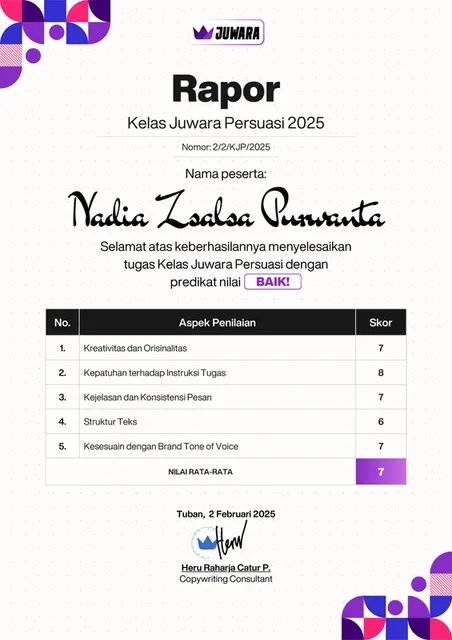 JUWARA
Rapor
Kelas Juwara Persuasi 2025
Nomor: 2/2/KJP/2025
Nama peserta:
Nadia Zsalsa Purwanta
Selamat atas keberhasilannya menyelesaikan
tugas Kelas Juwara Persuasi dengan
predikat nilai BAIK!
No. Aspek Penilaian Skor
1. Kreativitas dan Orisinalitas 7
2. Kepatuhan terhadap Instruksi Tugas 8
3. Kejelasan dan Konsistensi Pesan 7
4. Struktur Teks 6
5. Kesesuain dengan Brand Tone of Voice 7
NILAI RATA-RATA 7
Tuban, 2 Februari 2025
Heru
Heru Raharja Catur P.
Copywriting Consultant